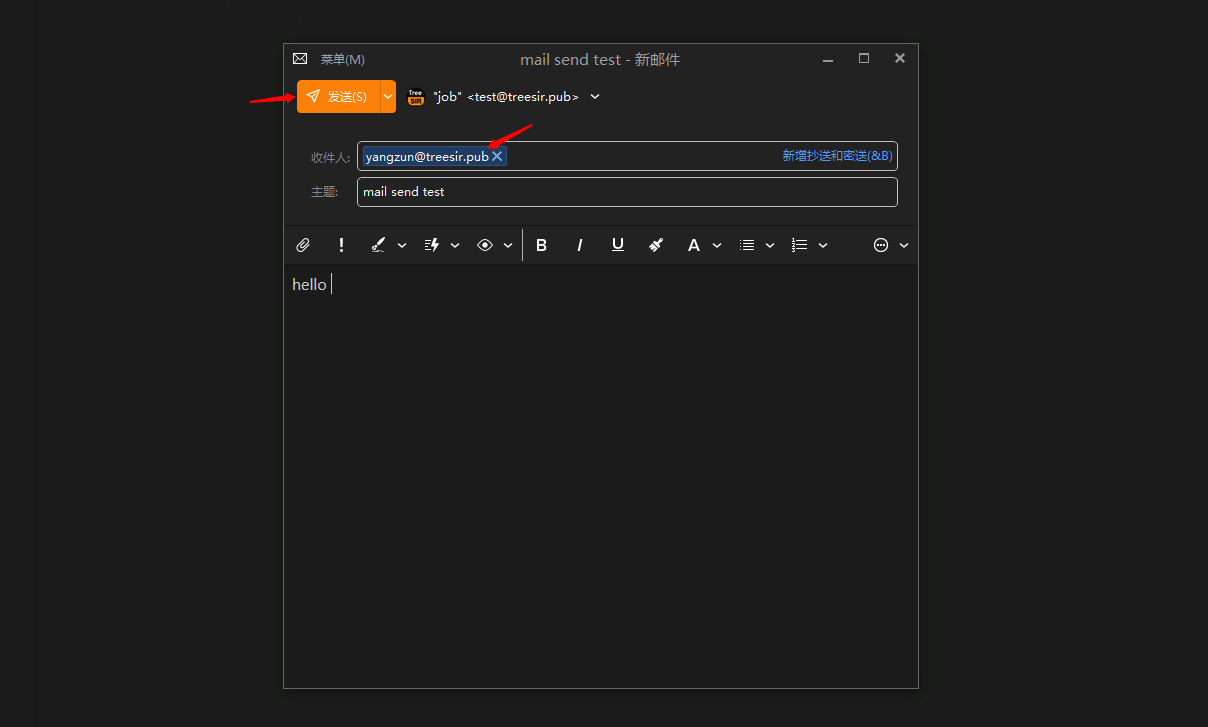 菜单(M)
mail send test - 新邮件
发送(S)
Tree
SIR
"job" <test@treesir.pub>
收件人:
yangzun@treesir.pub
新增抄送和密送(&B)
主题:
mail send test
B I U A
hello